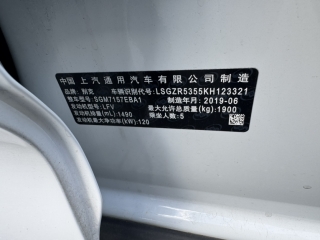 中国上汽通用汽车有限公司制造
品牌：别克 车辆识别代号：LSGZR5355KH123321
整车型号：SGM7157EBA1 制造年月：2019-06
发动机型号：LFV 最大允许总质量(kg)：1900
发动机排量(mL)：1490 乘坐人数：5
发动机最大净功率(kW)：120